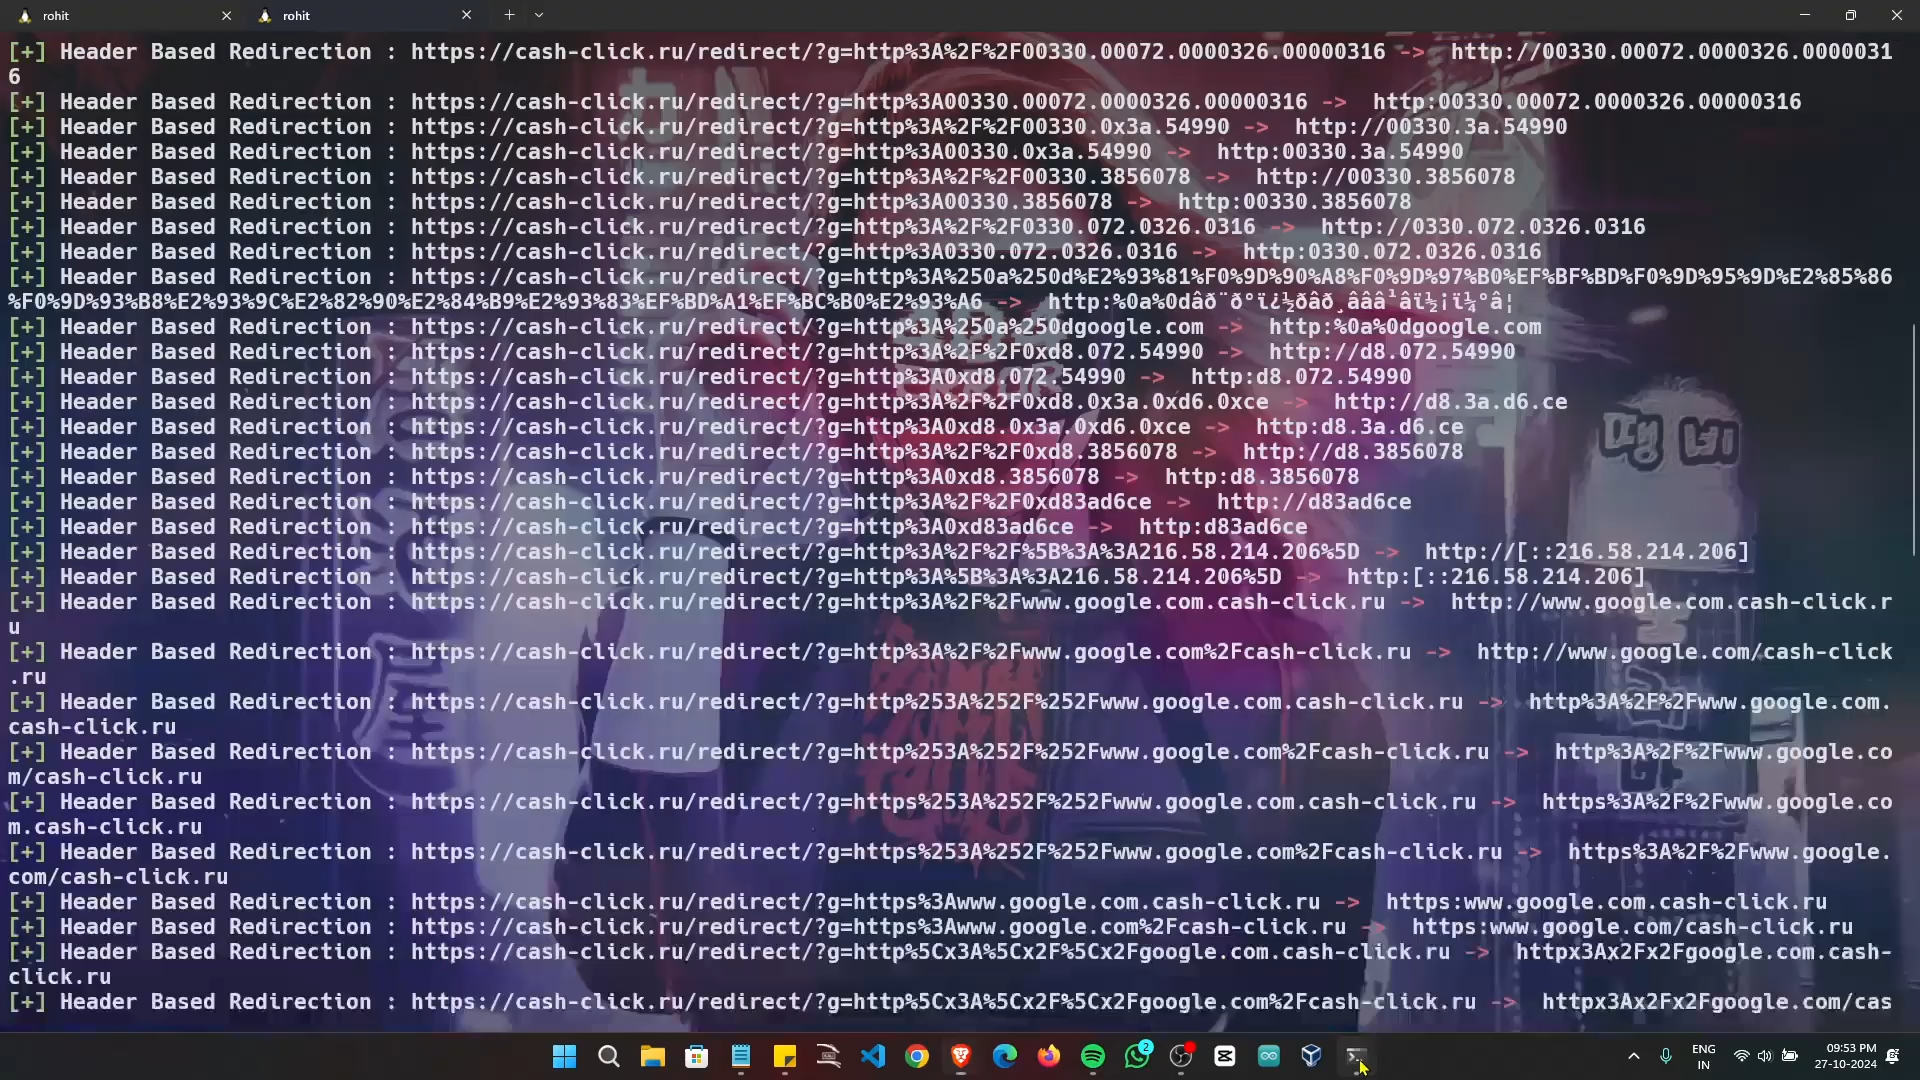 rohit
rohit
[+] Header Based Redirection : https://cash-click.ru/redirect/?g=http%3A%2F%2F00330.00072.0000326.00000316 -> http://00330.00072.0000326.0000031
6
[+] Header Based Redirection : https://cash-click.ru/redirect/?g=http%3A00330.00072.0000326.00000316 -> http:00330.00072.0000326.00000316
[+] Header Based Redirection : https://cash-click.ru/redirect/?g=http%3A%2F%2F00330.0x3a.54990 -> http://00330.3a.54990
[+] Header Based Redirection : https://cash-click.ru/redirect/?g=http%3A00330.0x3a.54990 -> http:00330.3a.54990
[+] Header Based Redirection : https://cash-click.ru/redirect/?g=http%3A%2F%2F00330.3856078 -> http://00330.3856078
[+] Header Based Redirection : https://cash-click.ru/redirect/?g=http%3A00330.3856078 -> http:00330.3856078
[+] Header Based Redirection : https://cash-click.ru/redirect/?g=http%3A%2F%2F0330.072.0326.0316 -> http://0330.072.0326.0316
[+] Header Based Redirection : https://cash-click.ru/redirect/?g=http%3A0330.072.0326.0316 -> http:0330.072.0326.0316
[+] Header Based Redirection : https://cash-click.ru/redirect/?g=http%3A%250a%250d%E2%93%81%F0%9D%90%A8%F0%9D%97%B0%EF%BF%BD%F0%9D%95%9D%E2%85%86
%F0%9D%93%B8%E2%93%9C%E2%82%90%E2%84%B9%E2%93%83%EF%BD%A1%EF%BC%B0%E2%93%A6 ->
[+] Header Based Redirection : https://cash-click.ru/redirect/?g=http%3A%250a%250dgoogle.com -> http:%0a%0dgoogle.com
[+] Header Based Redirection : https://cash-click.ru/redirect/?g=http%3A%2F%2F0xd8.072.54990 -> http://d8.072.54990
[+] Header Based Redirection : https://cash-click.ru/redirect/?g=http%3A0xd8.072.54990 -> http:d8.072.54990
[+] Header Based Redirection : https://cash-click.ru/redirect/?g=http%3A%2F%2F0xd8.0x3a.0xd6.0xce -> http://d8.3a.d6.ce
[+] Header Based Redirection : https://cash-click.ru/redirect/?g=http%3A0xd8.0x3a.0xd6.0xce -> http:d8.3a.d6.ce
[+] Header Based Redirection : https://cash-click.ru/redirect/?g=http%3A%2F%2F0xd8.3856078 -> http://d8.3856078
[+] Header Based Redirection : https://cash-click.ru/redirect/?g=http%3A0xd8.3856078 -> http:d8.3856078
[+] Header Based Redirection : https://cash-click.ru/redirect/?g=http%3A%2F%2F0xd83ad6ce -> http://d83ad6ce
[+] Header Based Redirection : https://cash-click.ru/redirect/?g=http%3A0xd83ad6ce -> http:d83ad6ce
[+] Header Based Redirection : https://cash-click.ru/redirect/?g=http%3A%2F%2F%5B%3A%3A216.58.214.206%5D -> http://[::216.58.214.206]
[+] Header Based Redirection : https://cash-click.ru/redirect/?g=http%3A%5B%3A%3A216.58.214.206%5D -> http:[::216.58.214.206]
[+] Header Based Redirection : https://cash-click.ru/redirect/?g=http%3A%2F%2Fwww.google.com.cash-click.ru -> http://www.google.com.cash-click.r
u
[+] Header Based Redirection : https://cash-click.ru/redirect/?g=http%3A%2F%2Fwww.google.com%2Fcash-click.ru -> http://www.google.com/cash-click
.ru
[+] Header Based Redirection : https://cash-click.ru/redirect/?g=http%253A%252F%252Fwww.google.com.cash-click.ru -> http%3A%2F%2Fwww.google.com.
cash-click.ru
[+] Header Based Redirection : https://cash-click.ru/redirect/?g=http%253A%252F%252Fwww.google.com%2Fcash-click.ru -> http%3A%2F%2Fwww.google.co
m/cash-click.ru
[+] Header Based Redirection : https://cash-click.ru/redirect/?g=https%253A%252F%252Fwww.google.com.cash-click.ru -> https%3A%2F%2Fwww.google.co
m.cash-click.ru
[+] Header Based Redirection : https://cash-click.ru/redirect/?g=https%253A%252F%252Fwww.google.com%2Fcash-click.ru -> https%3A%2F%2Fwww.google.
com/cash-click.ru
[+] Header Based Redirection : https://cash-click.ru/redirect/?g=https%3Awww.google.com.cash-click.ru -> https:www.google.com.cash-click.ru
[+] Header Based Redirection : https://cash-click.ru/redirect/?g=https%3Awww.google.com%2Fcash-click.ru -> https:www.google.com/cash-click.ru
[+] Header Based Redirection : https://cash-click.ru/redirect/?g=http%5Cx3A%5Cx2F%5Cx2Fgoogle.com.cash-click.ru -> httpx3Ax2Fx2Fgoogle.com.cash-
click.ru
[+] Header Based Redirection : https://cash-click.ru/redirect/?g=http%5Cx3A%5Cx2F%5Cx2Fgoogle.com%2Fcash-click.ru -> httpx3Ax2Fx2Fgoogle.com/cas
2
ENG
IN
09:53 PM
27-10-2024